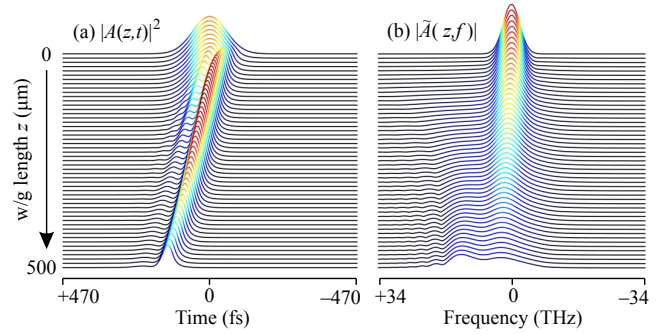 (a) |A(z,t)|²
(b) |Ã(z,f)|
w/g length z (μm)
0
500
+470 0 −470
Time (fs)
+34 0 −34
Frequency (THz)